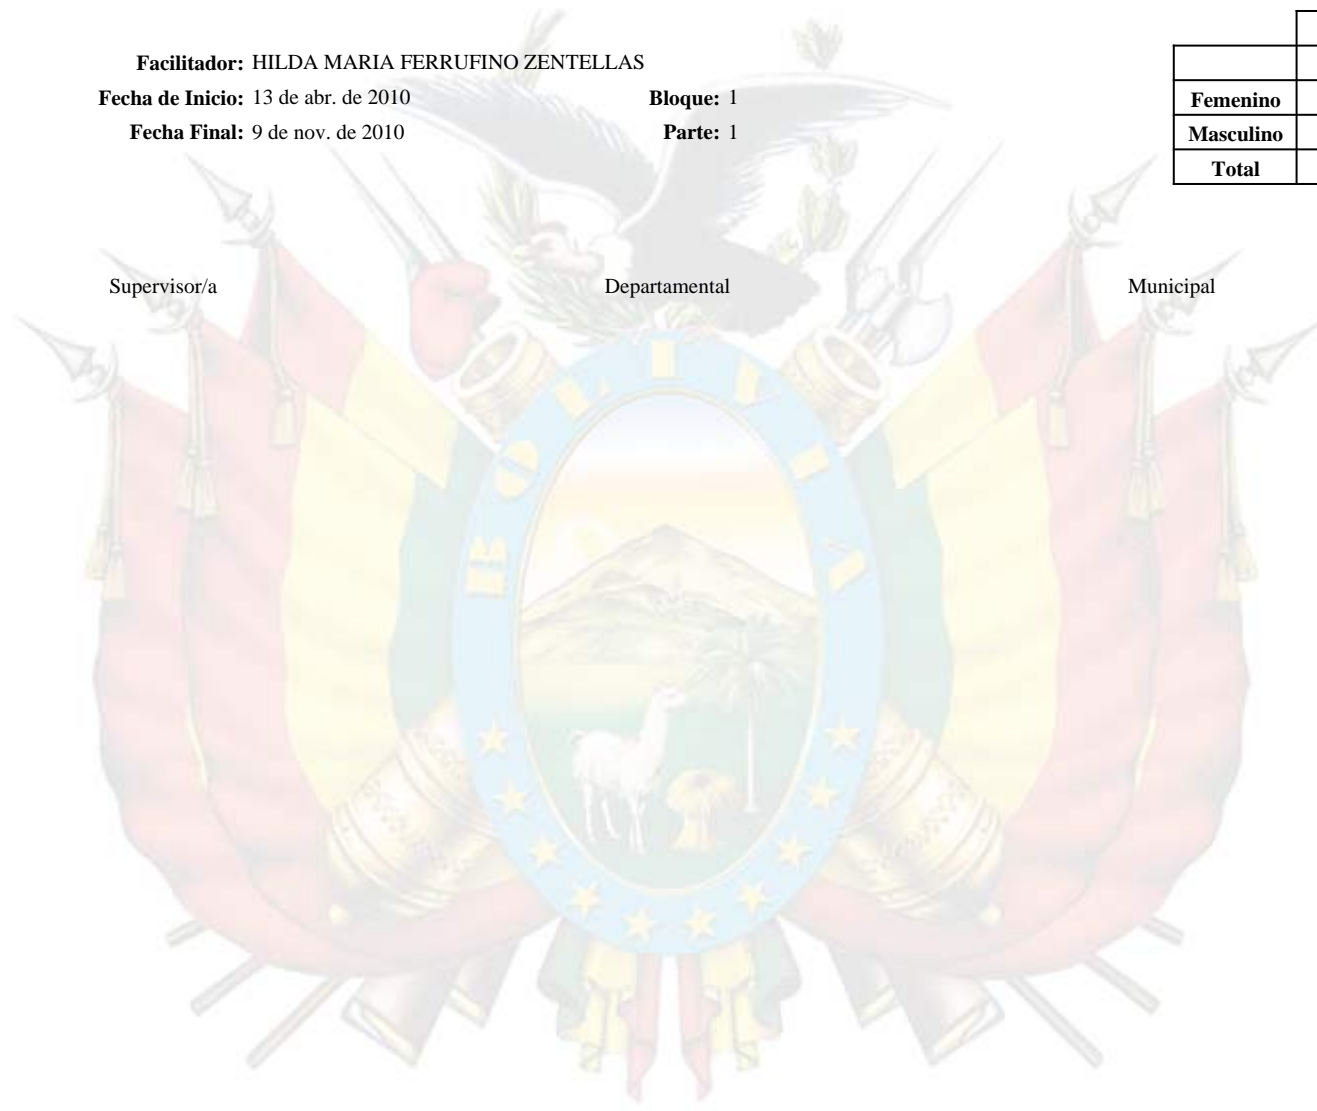 Facilitador: HILDA MARIA FERRUFINO ZENTELLAS
Fecha de Inicio: 13 de abr. de 2010 Bloque: 1
Fecha Final: 9 de nov. de 2010 Parte: 1
Femenino
Masculino
Total
Supervisor/a Departamental Municipal
BOLIVIA